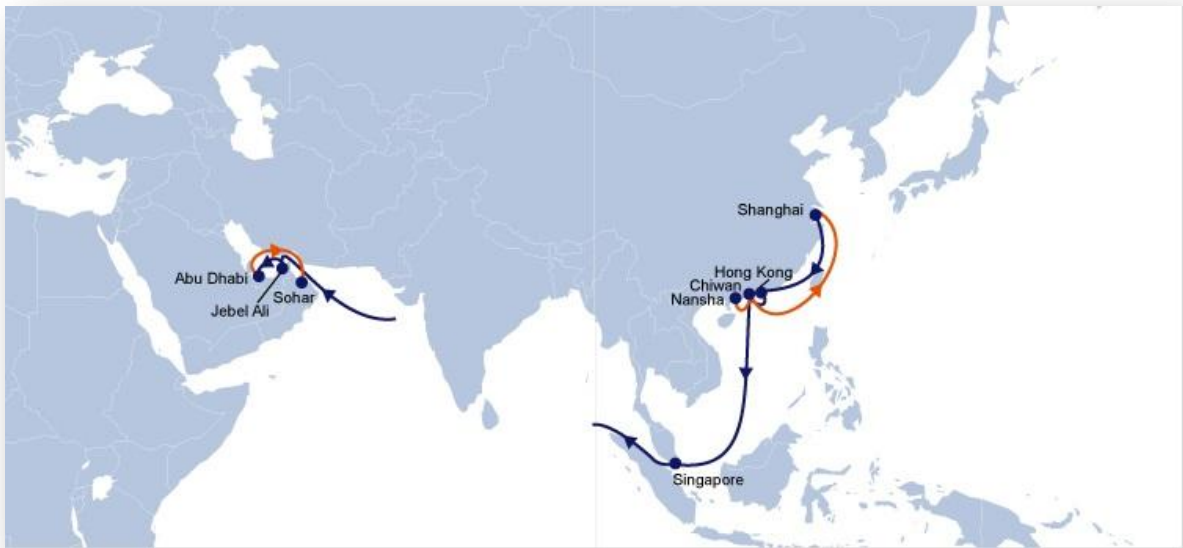 Shanghai
Hong Kong
Chiwan
Nansha
Abu Dhabi
Sohar
Jebel Ali
Singapore